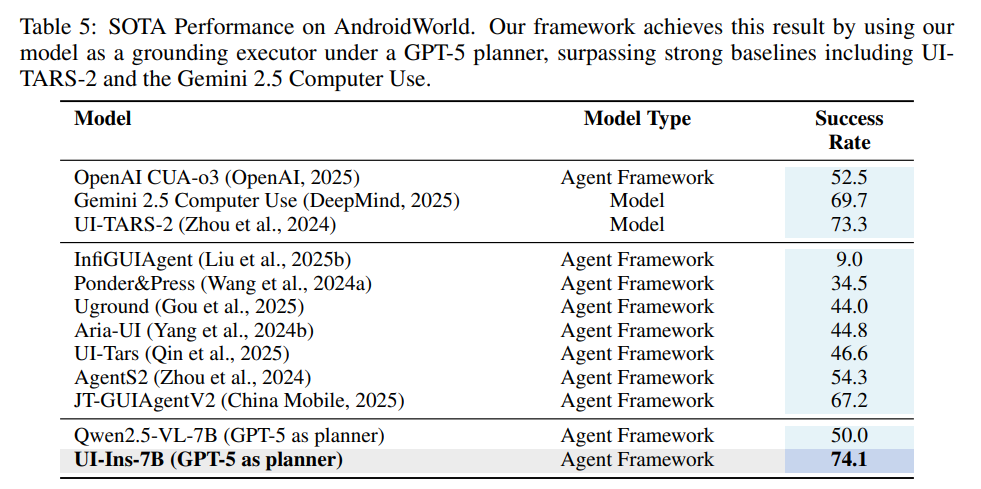 Table 5: SOTA Performance on AndroidWorld. Our framework achieves this result by using our
model as a grounding executor under a GPT-5 planner, surpassing strong baselines including UI-
TARS-2 and the Gemini 2.5 Computer Use.
Model Model Type Success
Rate
OpenAI CUA-o3 (OpenAI, 2025) Agent Framework 52.5
Gemini 2.5 Computer Use (DeepMind, 2025) Model 69.7
UI-TARS-2 (Zhou et al., 2024) Model 73.3
InfiGUIAgent (Liu et al., 2025b) Agent Framework 9.0
Ponder&Press (Wang et al., 2024a) Agent Framework 34.5
Uground (Gou et al., 2025) Agent Framework 44.0
Aria-UI (Yang et al., 2024b) Agent Framework 44.8
UI-Tars (Qin et al., 2025) Agent Framework 46.6
AgentS2 (Zhou et al., 2024) Agent Framework 54.3
JT-GUIAgentV2 (China Mobile, 2025) Agent Framework 67.2
Qwen2.5-VL-7B (GPT-5 as planner) Agent Framework 50.0
UI-Ins-7B (GPT-5 as planner) Agent Framework 74.1